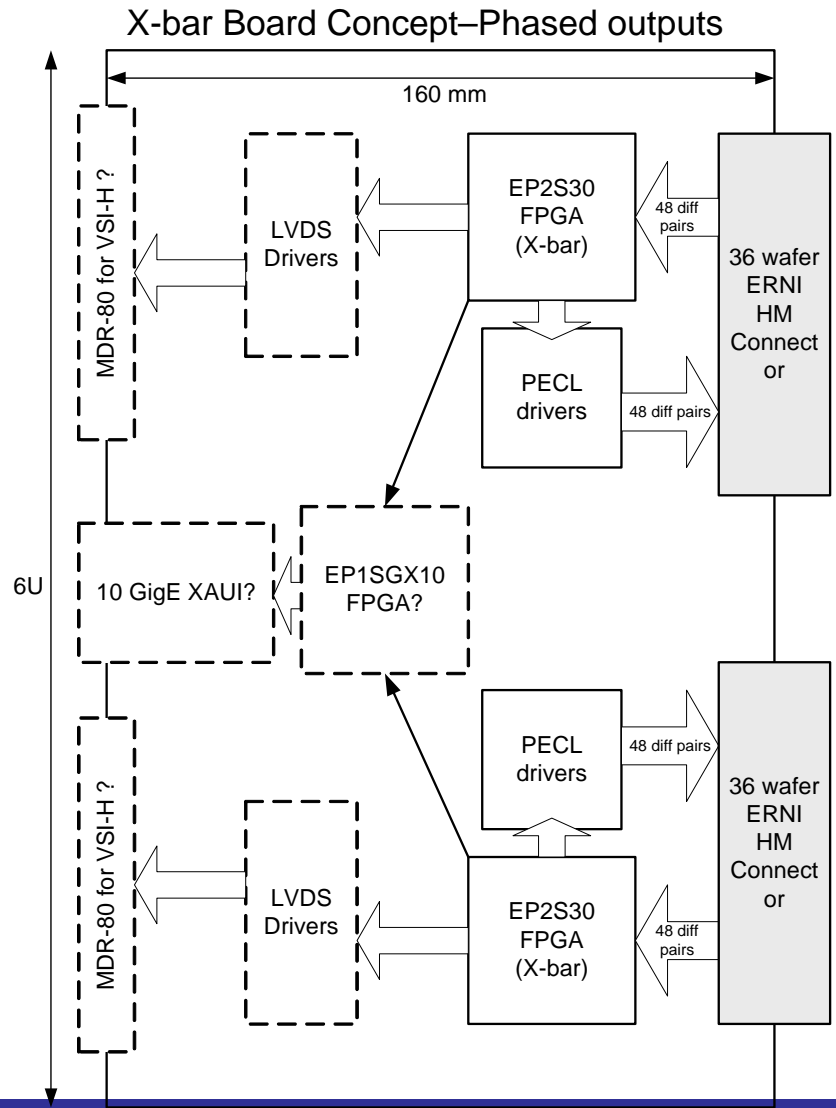 X-bar Board Concept–Phased outputs
160 mm
MDR-80 for VSI-H ?
LVDS
Drivers
EP2S30
FPGA
(X-bar)
48 diff
pairs
36 wafer
ERNI
HM
Connect
or
PECL
drivers
48 diff pairs
6U
10 GigE XAUI?
EP1SGX10
FPGA?
MDR-80 for VSI-H ?
LVDS
Drivers
PECL
drivers
48 diff pairs
EP2S30
FPGA
(X-bar)
48 diff
pairs
36 wafer
ERNI
HM
Connect
or